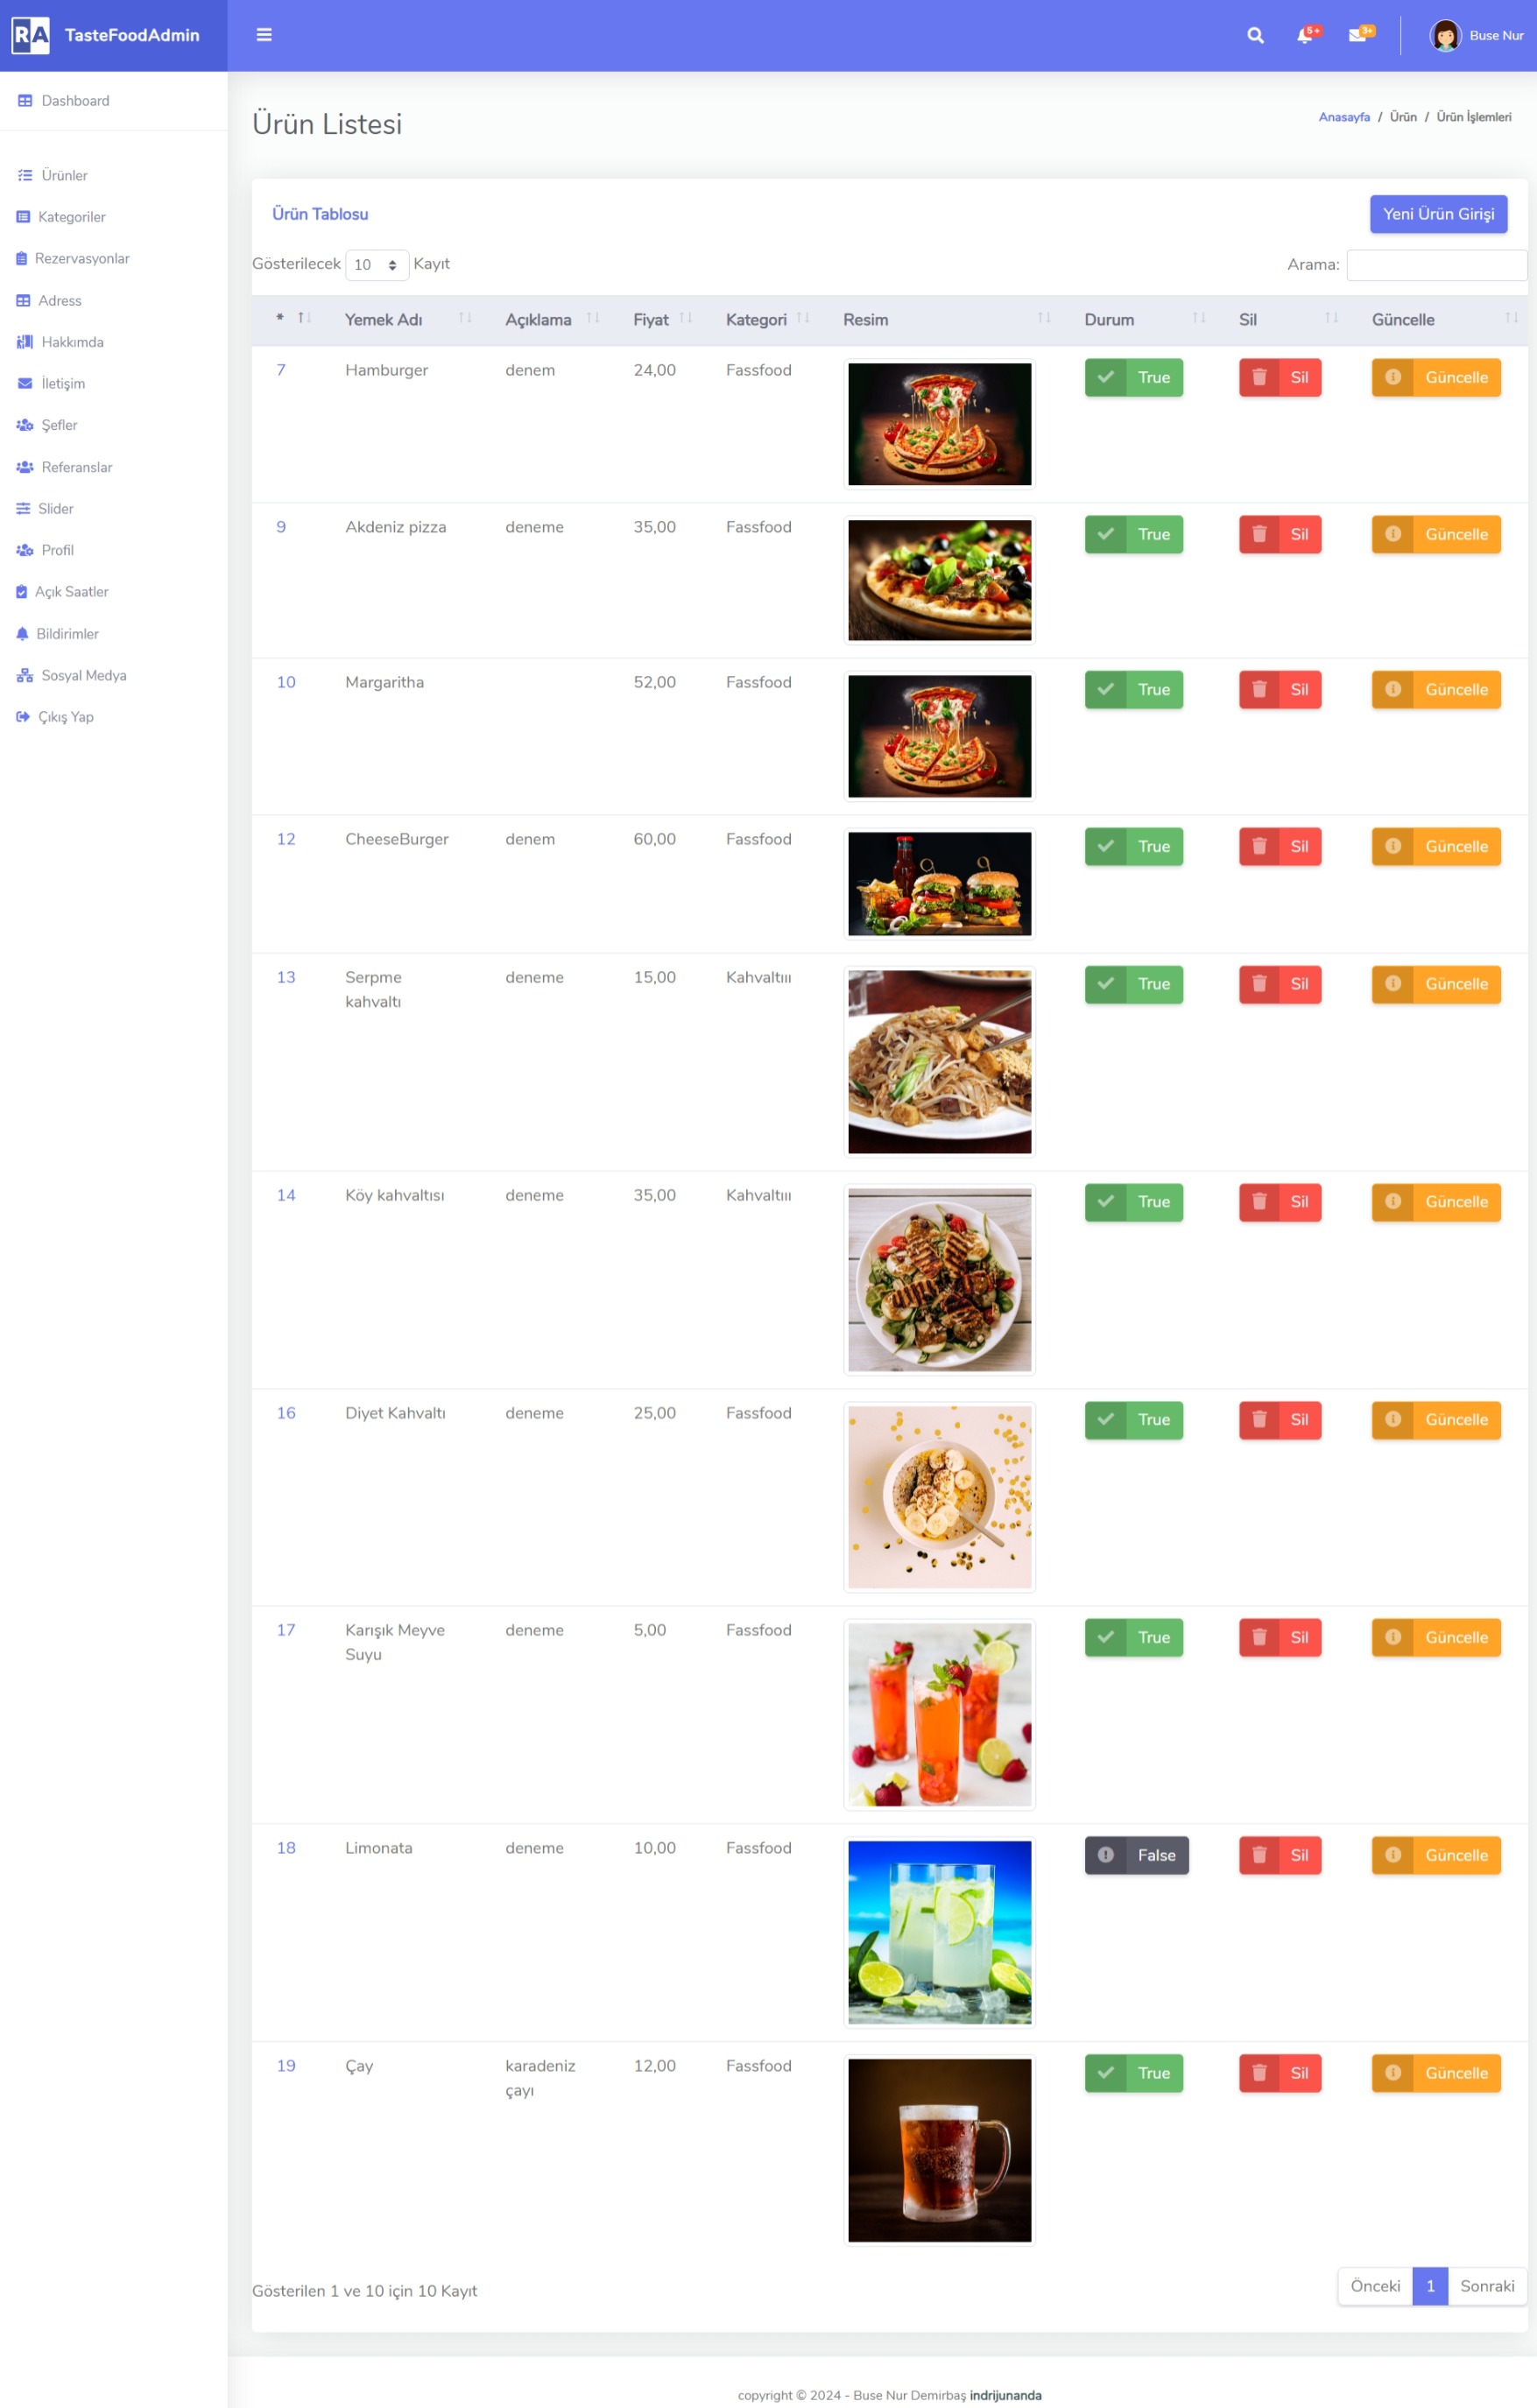 RA TasteFoodAdmin
5+ 3+ Buse Nur
Dashboard
Ürünler
Kategoriler
Rezervasyonlar
Adress
Hakkımda
İletişim
Şefler
Referanslar
Slider
Profil
Açık Saatler
Bildirimler
Sosyal Medya
Çıkış Yap
Ürün Listesi
Anasayfa / Ürün / Ürün İşlemleri
Ürün Tablosu
Yeni Ürün Girişi
Gösterilecek 10 Kayıt
Arama:
* Yemek Adı Açıklama Fiyat Kategori Resim Durum Sil Güncelle
7 Hamburger denem 24,00 Fassfood True Sil Güncelle
9 Akdeniz pizza deneme 35,00 Fassfood True Sil Güncelle
10 Margaritha 52,00 Fassfood True Sil Güncelle
12 CheeseBurger denem 60,00 Fassfood True Sil Güncelle
13 Serpme deneme 15,00 Kahvaltııı True Sil Güncelle
kahvaltı
14 Köy kahvaltısı deneme 35,00 Kahvaltııı True Sil Güncelle
16 Diyet Kahvaltı deneme 25,00 Fassfood True Sil Güncelle
17 Karışık Meyve deneme 5,00 Fassfood True Sil Güncelle
Suyu
18 Limonata deneme 10,00 Fassfood False Sil Güncelle
19 Çay karadeniz 12,00 Fassfood True Sil Güncelle
çayı
Gösterilen 1 ve 10 için 10 Kayıt
Önceki 1 Sonraki
copyright © 2024 - Buse Nur Demirbaş indrijunanda